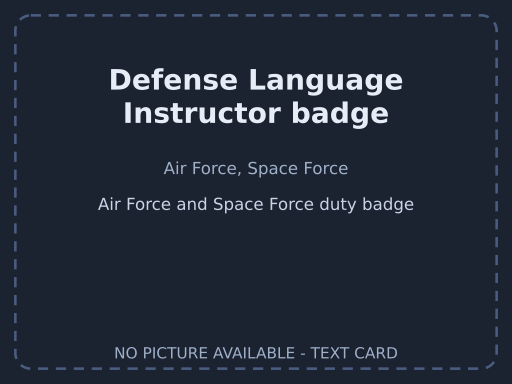 Defense Language
Instructor badge
Air Force, Space Force
Air Force and Space Force duty badge
NO PICTURE AVAILABLE - TEXT CARD